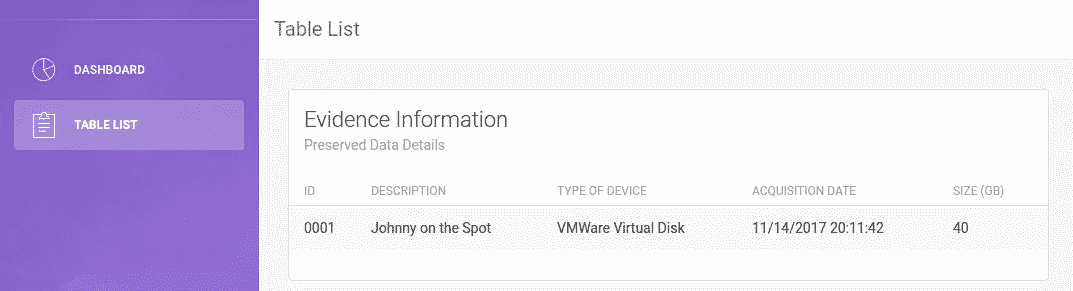 Table List
DASHBOARD
TABLE LIST
Evidence Information
Preserved Data Details
ID DESCRIPTION TYPE OF DEVICE ACQUISITION DATE SIZE (GB)
0001 Johnny on the Spot VMWare Virtual Disk 11/14/2017 20:11:42 40